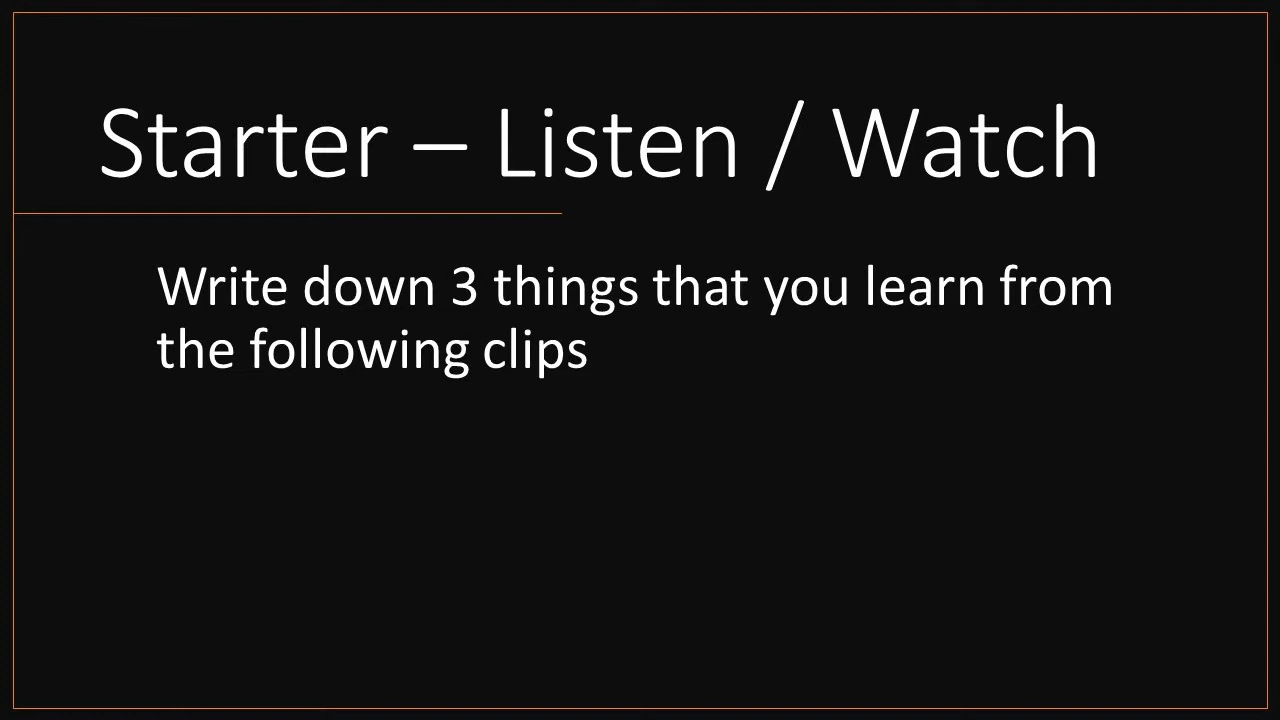 Starter – Listen / Watch
Write down 3 things that you learn from
the following clips